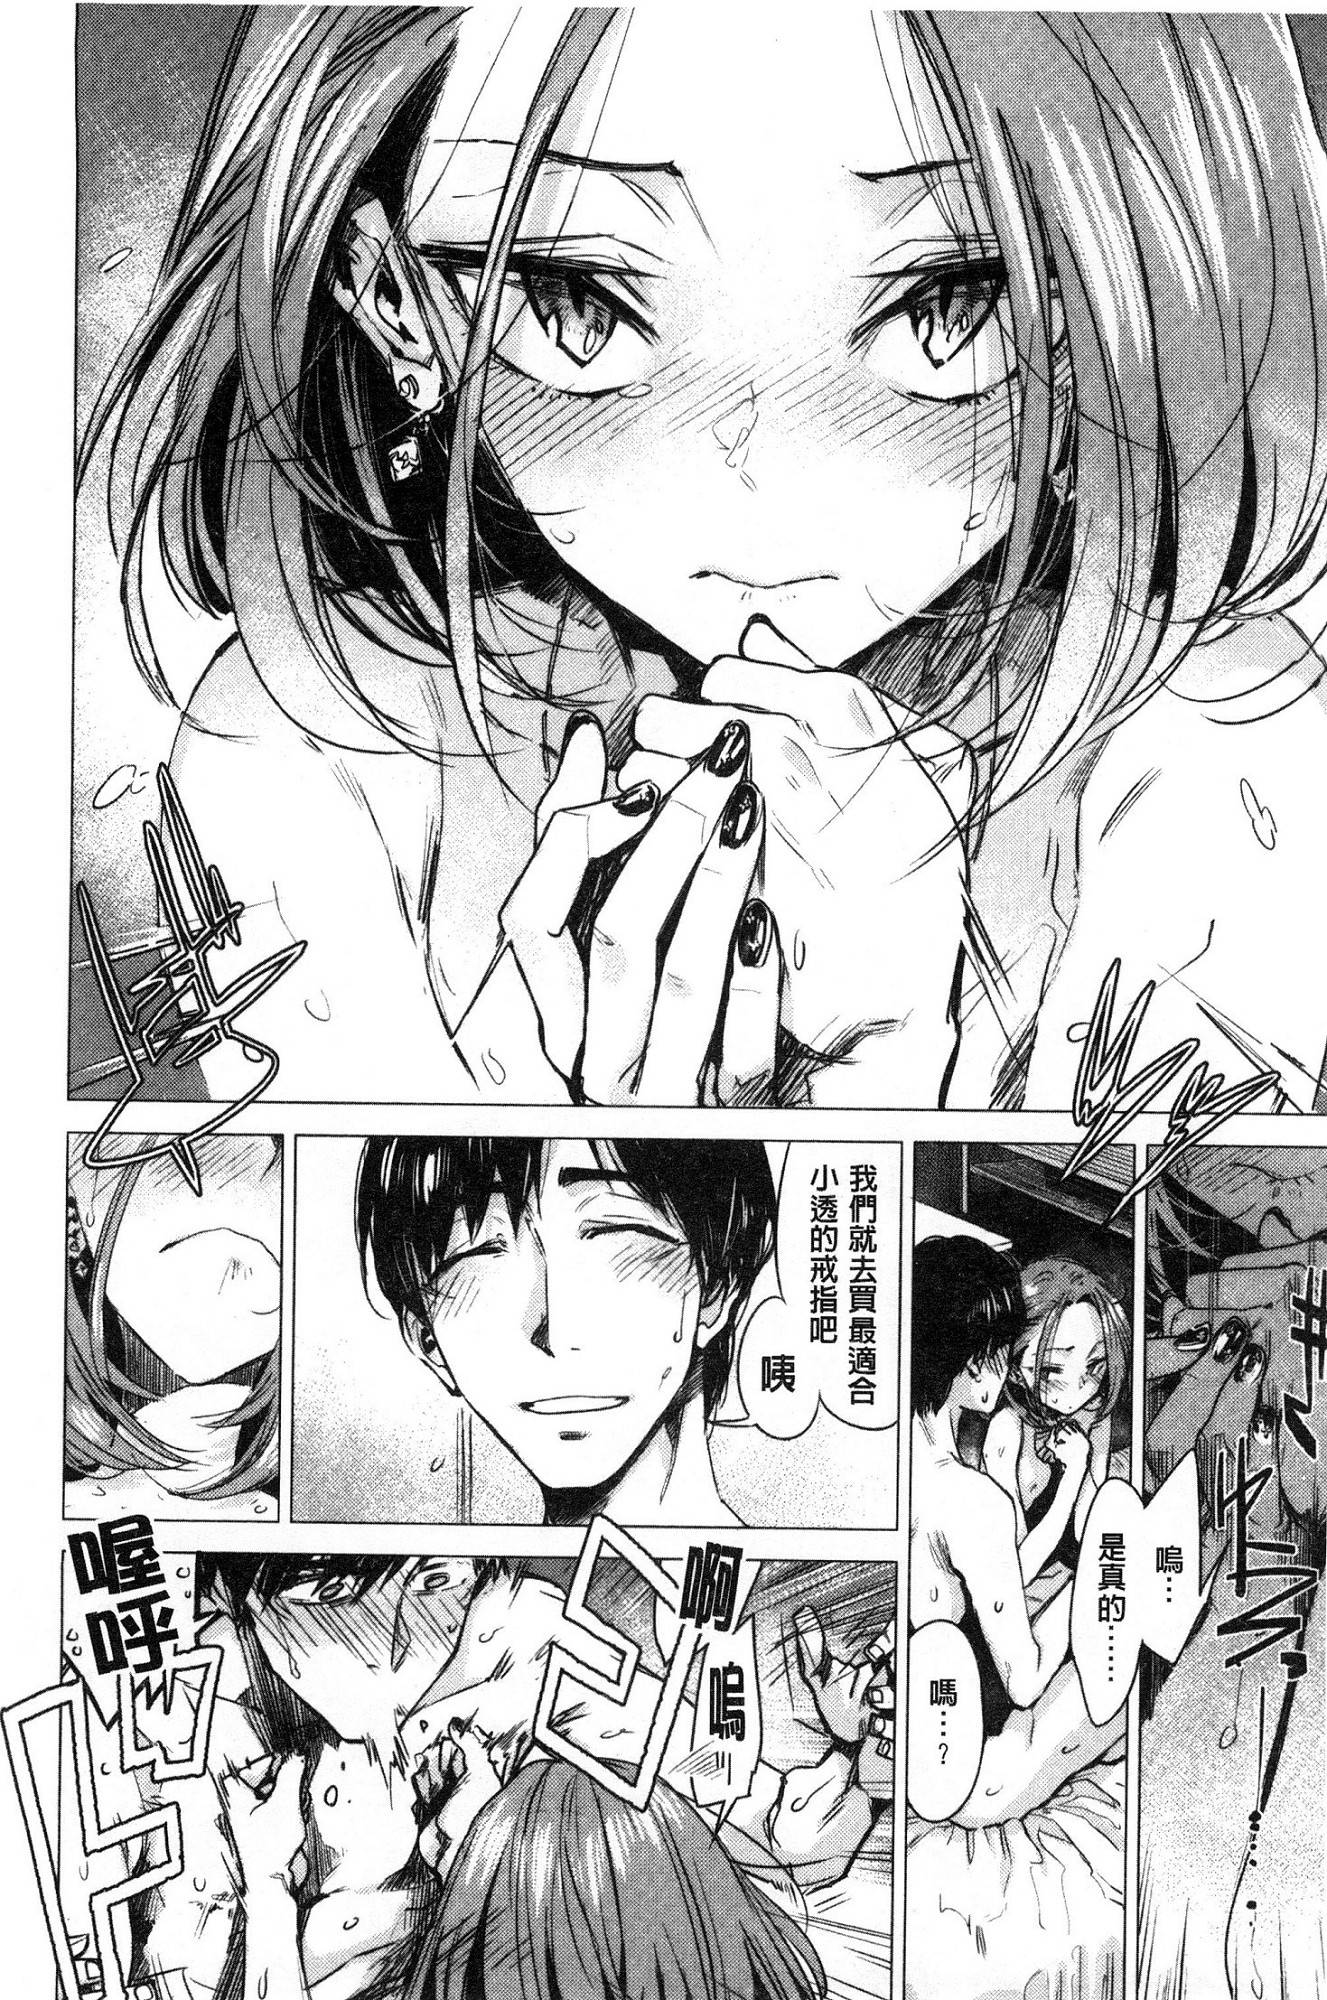 嗚…
是真的……
嗎…?
我們就去買最適合
小透的戒指吧
咦
啊
嗚
喔
呼